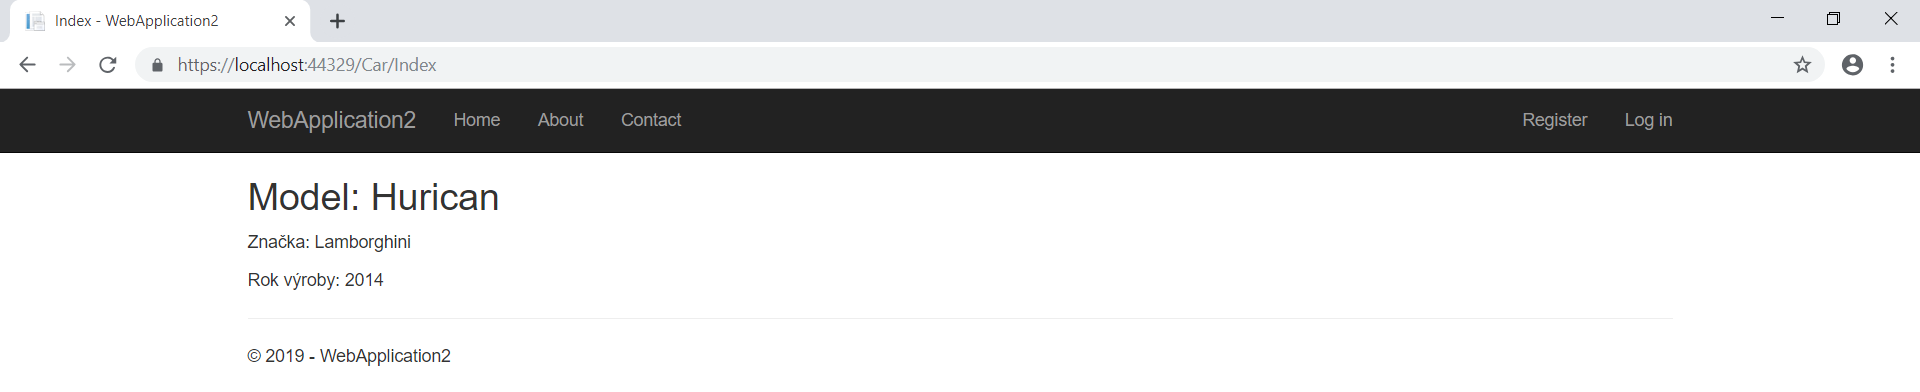 Index - WebApplication2
https://localhost:44329/Car/Index
WebApplication2 Home About Contact Register Log in
Model: Hurican
Značka: Lamborghini
Rok výroby: 2014
© 2019 - WebApplication2